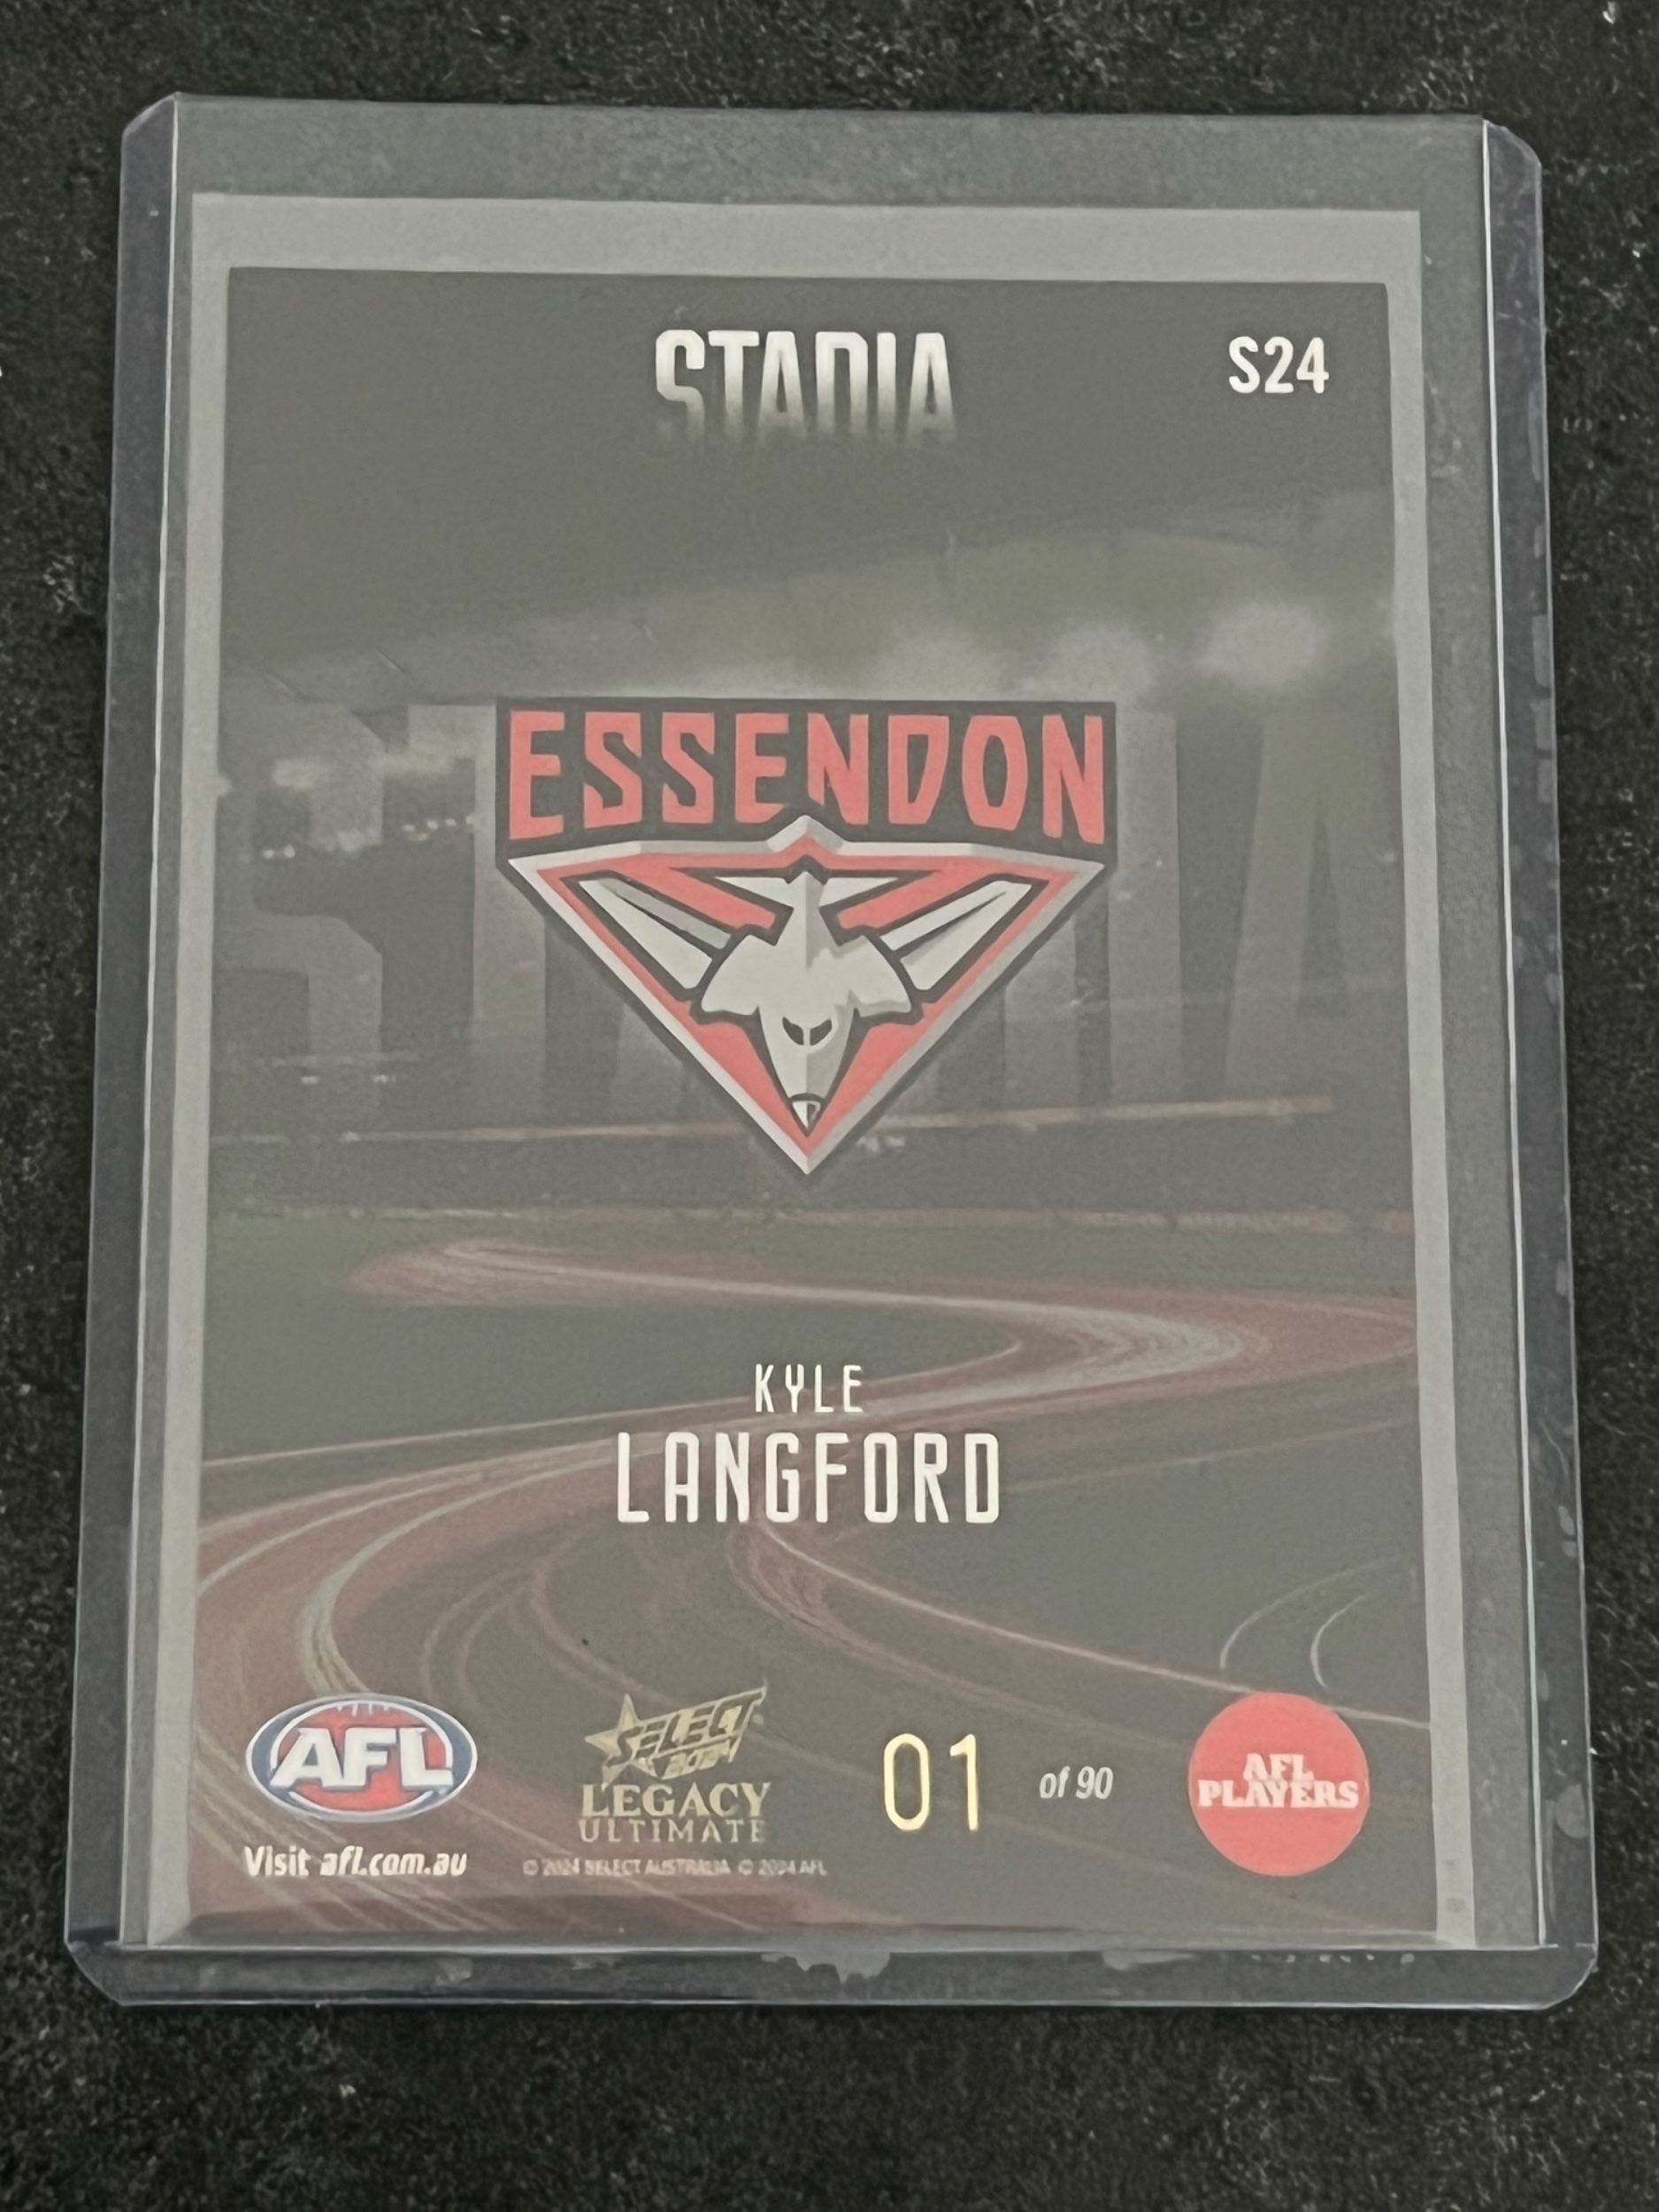 STADIA
S24
STADIA
ESSENDON
KYLE
LANGFORD
AFL
SELECT
2024
LEGACY
ULTIMATE
01 of 90
AFL
PLAYERS
Visit afl.com.au
© 2024 SELECT AUSTRALIA © 2024 AFL